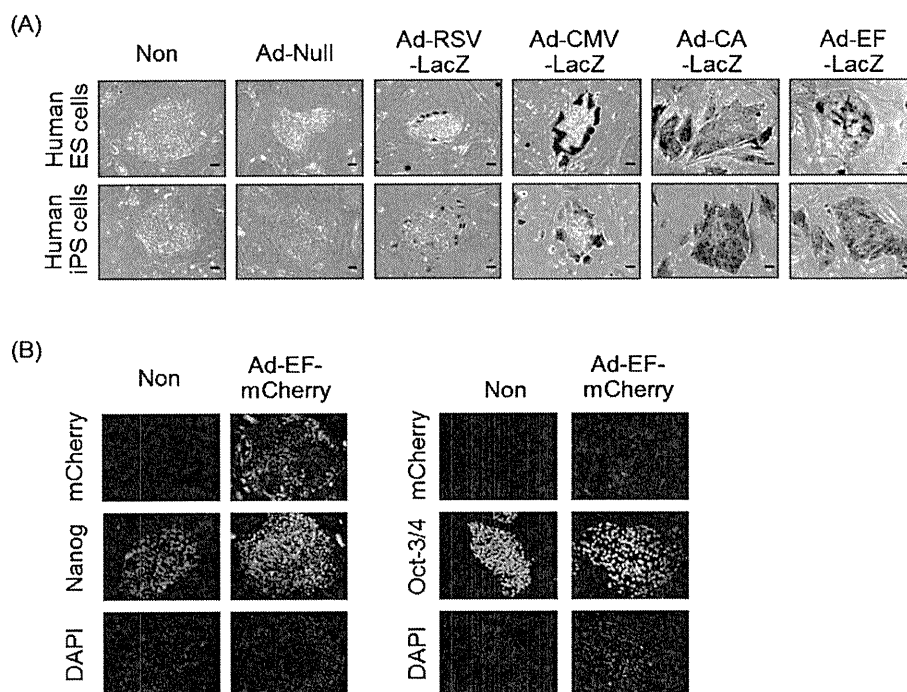 (A)
Non
Ad-Null
Ad-RSV
-LacZ
Ad-CMV
-LacZ
Ad-CA
-LacZ
Ad-EF
-LacZ
Human
ES cells
Human
iPS cells
(B)
Non
Ad-EF-
mCherry
mCherry
Nanog
DAPI
Non
Ad-EF-
mCherry
mCherry
Oct-3/4
DAPI